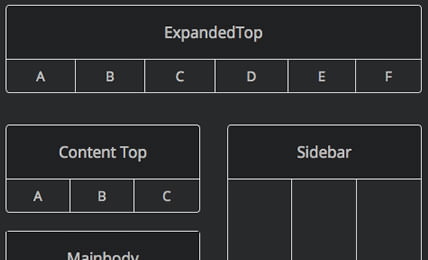 ExpandedTop
A B C D E F
Content Top
A B C
Sidebar
Mainbody